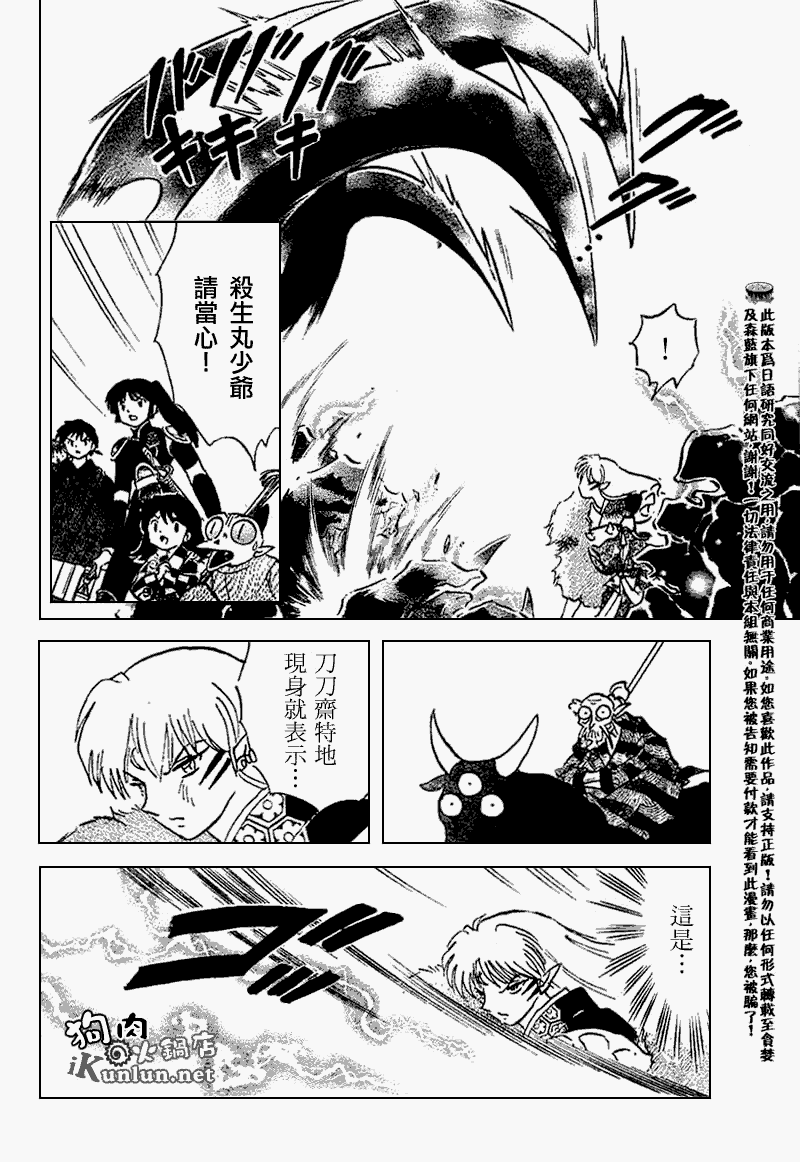 バキ
バキ
バキ
ズズ…
！
殺生丸少爺
請當心！
刀刀齋特地
現身就表示…
這是…
ゴッ
狗肉
火鍋店
iKunlun.net
此版本爲日語研究同好交流之用，請勿用于任何商業用途。如您喜歡此作品，請支持正版！請勿以任何形式轉載至貪婪
及森藍旗下任何網站，謝謝！一切法律責任與本組無關。如果您被告知需要付款才能看到此漫畫，那麽，您被騙了！